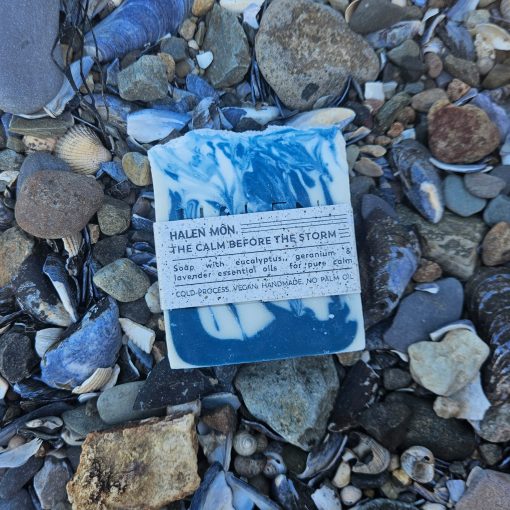 HALEN MÔN.
THE CALM BEFORE THE STORM
Soap with eucalyptus, geranium &
lavender essential oils for pure calm
COLD-PROCESS, VEGAN, HANDMADE, NO PALM OIL